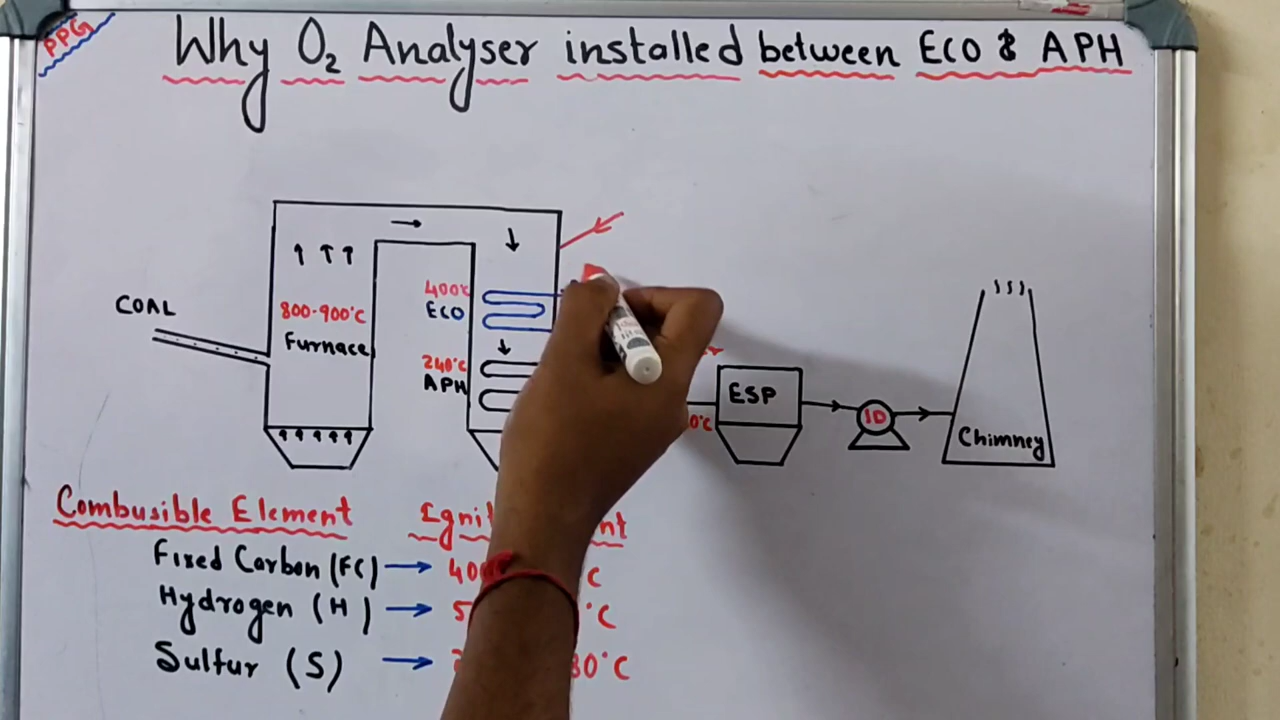 PPG
Why O₂ Analyser installed between Eco & APH
COAL
800-900°C
Furnace
400°C
ECO
240°C
APH
ESP
ID
Chimney
Combusible Element
Fixed Carbon (FC)
Hydrogen (H)
Sulfur (S)